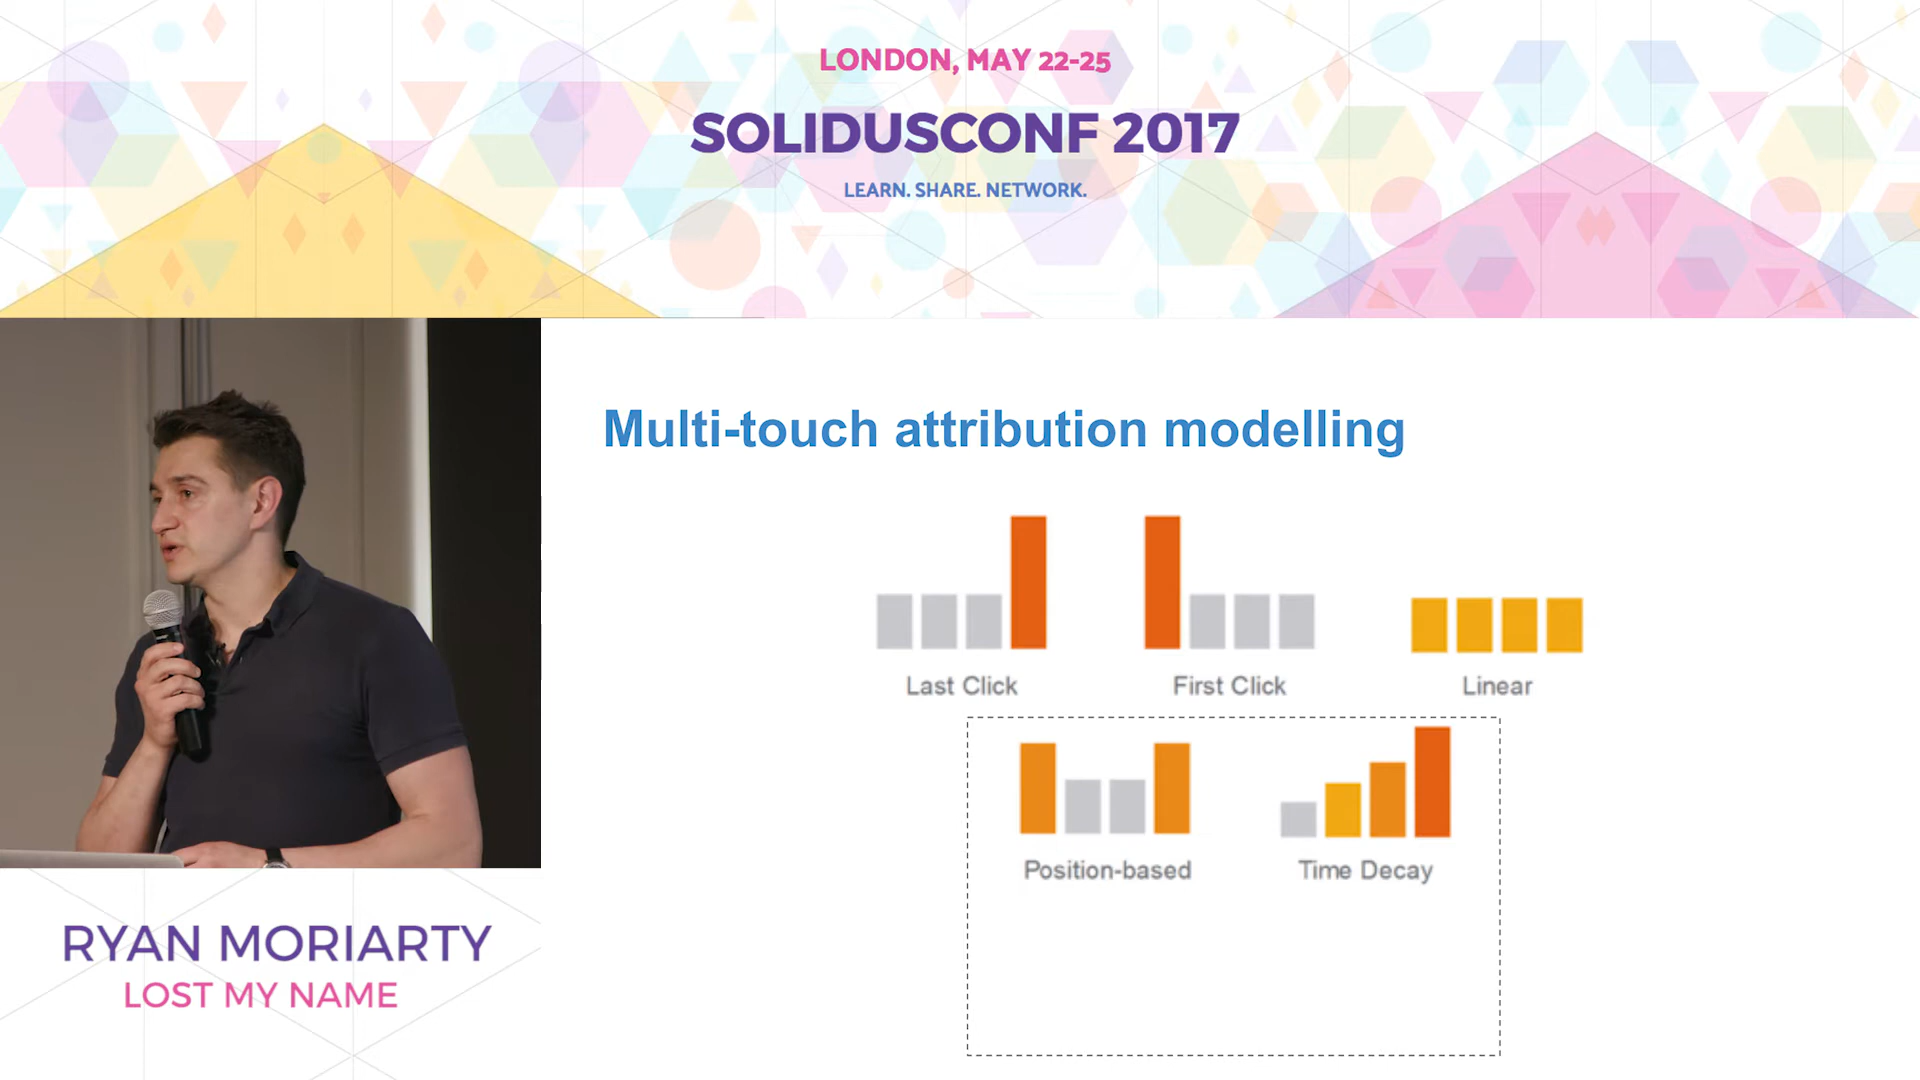 LONDON, MAY 22-25
SOLIDUSCONF 2017
LEARN. SHARE. NETWORK.
Multi-touch attribution modelling
Last Click
First Click
Linear
Position-based
Time Decay
RYAN MORIARTY
LOST MY NAME